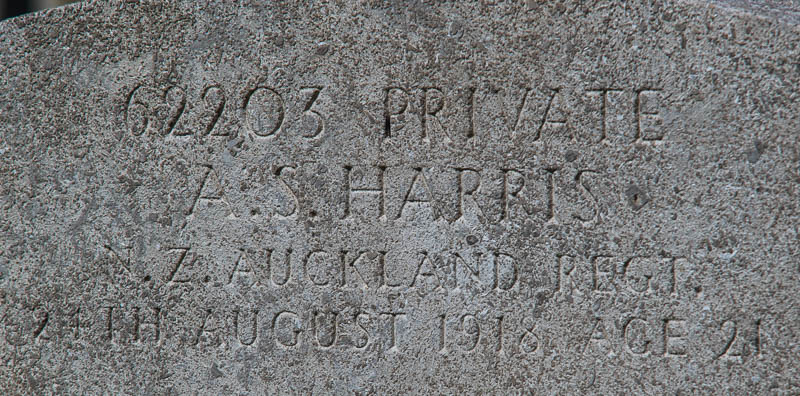 62203 PRIVATE
A. S. HARRIS
N. Z. AUCKLAND REGT.
24TH AUGUST 1918 AGE 21